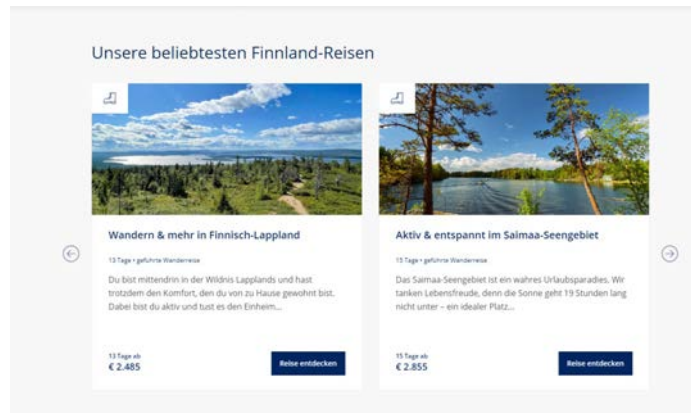 Unsere beliebtesten Finnland-Reisen
Wandern & mehr in Finnisch-Lappland
13 Tage • geführte Wanderreise
Du bist mittendrin in der Wildnis Lapplands und hast
trotzdem den Komfort, den du von zu Hause gewohnt bist.
Dabei bist du aktiv und tust es den Einheim...
13 Tage ab
€ 2.485
Reise entdecken
Aktiv & entspannt im Saimaa-Seengebiet
15 Tage • geführte Wanderreise
Das Saimaa-Seengebiet ist ein wahres Urlaubsparadies. Wir
tanken Lebensfreude, denn die Sonne geht 19 Stunden lang
nicht unter – ein idealer Platz...
15 Tage ab
€ 2.855
Reise entdecken